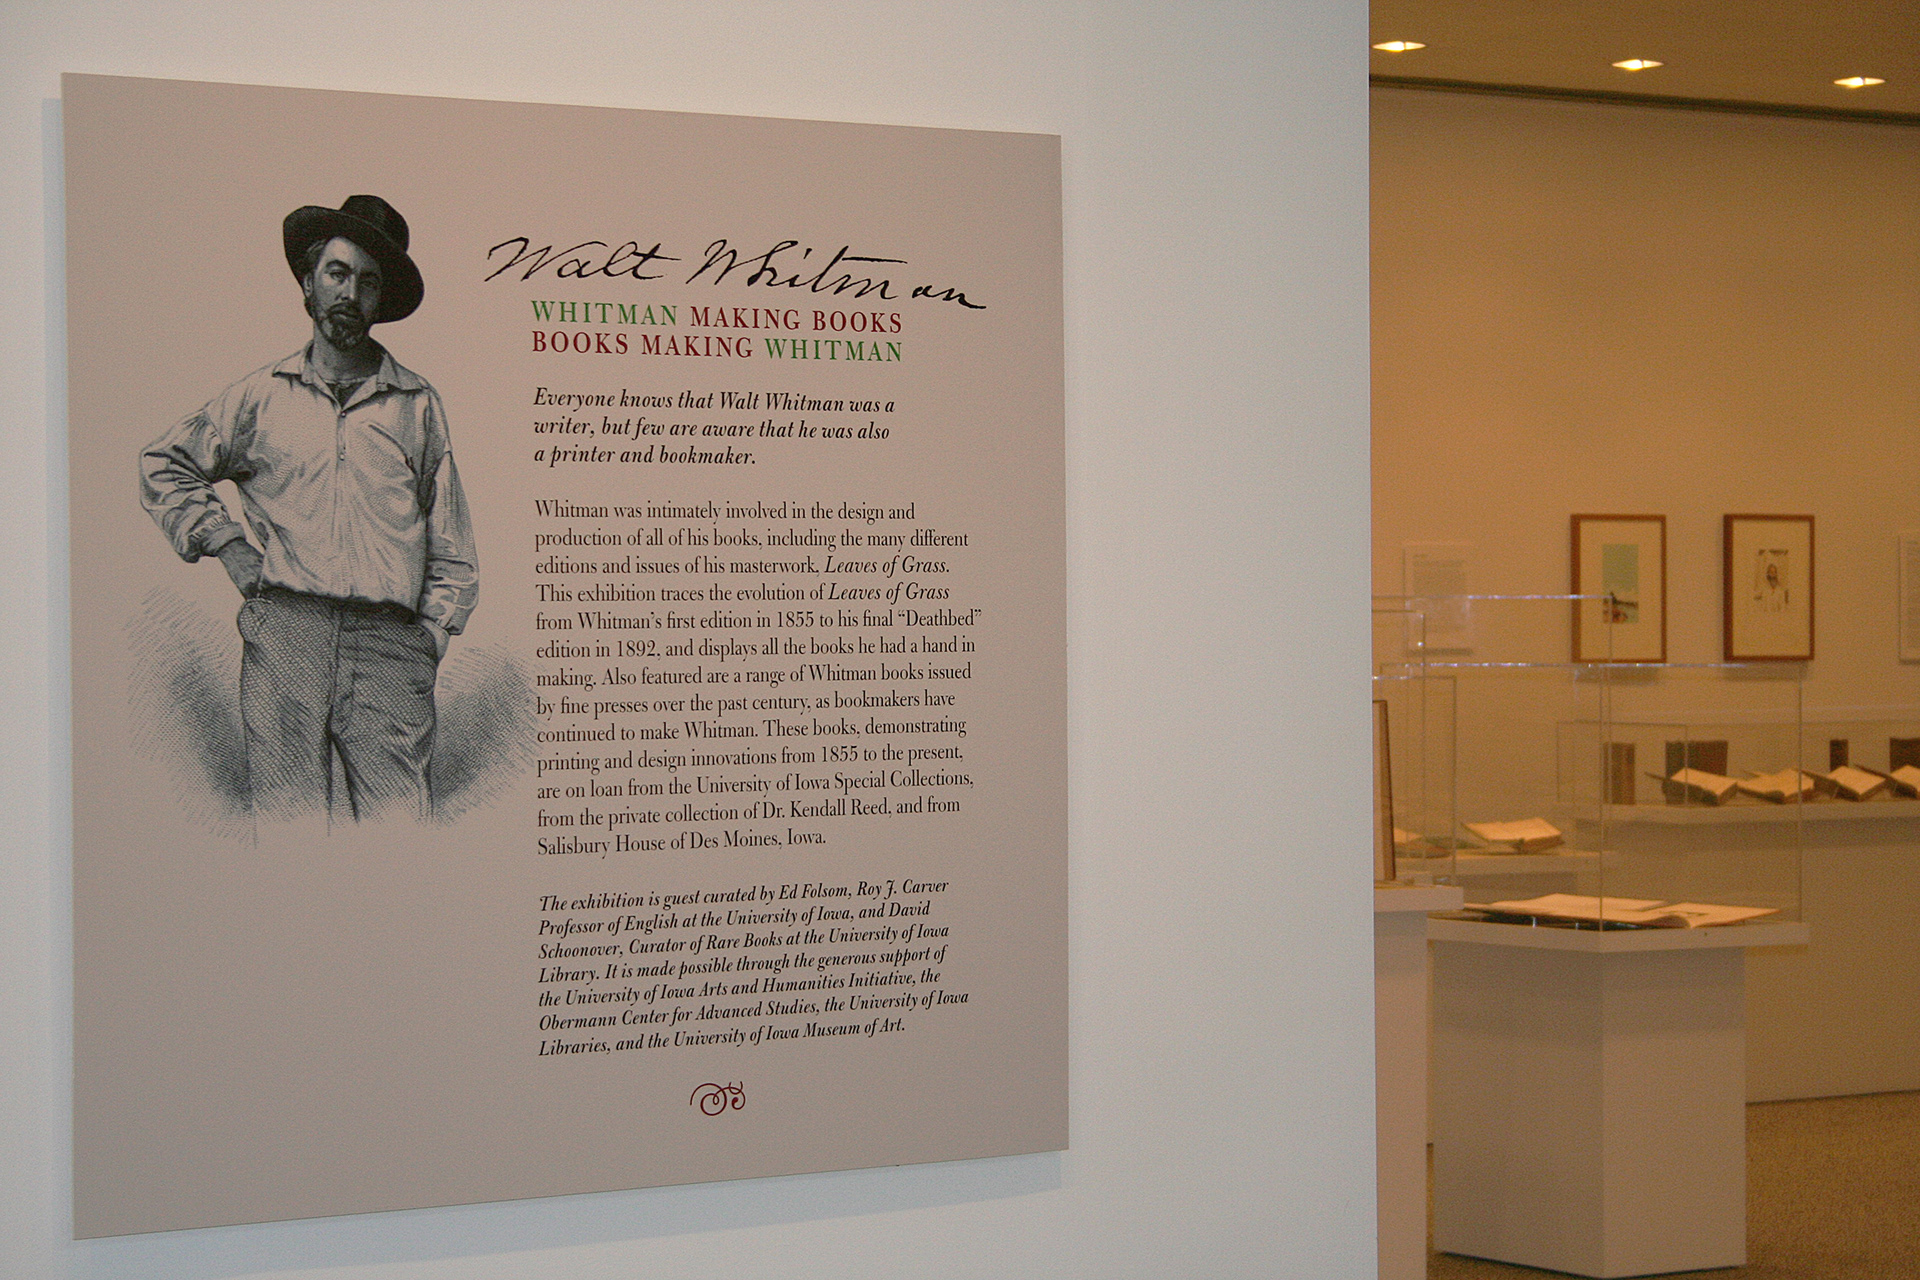 Walt Whitman
WHITMAN MAKING BOOKS
BOOKS MAKING WHITMAN
Everyone knows that Walt Whitman was a
writer, but few are aware that he was also
a printer and bookmaker.
Whitman was intimately involved in the design and
production of all of his books, including the many different
editions and issues of his masterwork, Leaves of Grass.
This exhibition traces the evolution of Leaves of Grass
from Whitman's first edition in 1855 to his final “Deathbed”
edition in 1892, and displays all the books he had a hand in
making. Also featured are a range of Whitman books issued
by fine presses over the past century, as bookmakers have
continued to make Whitman. These books, demonstrating
printing and design innovations from 1855 to the present,
are on loan from the University of Iowa Special Collections,
from the private collection of Dr. Kendall Reed, and from
Salisbury House of Des Moines, Iowa.
The exhibition is guest curated by Ed Folsom, Roy J. Carver
Professor of English at the University of Iowa, and David
Schoonover, Curator of Rare Books at the University of Iowa
Library. It is made possible through the generous support of
the University of Iowa Arts and Humanities Initiative, the
Obermann Center for Advanced Studies, the University of Iowa
Libraries, and the University of Iowa Museum of Art.